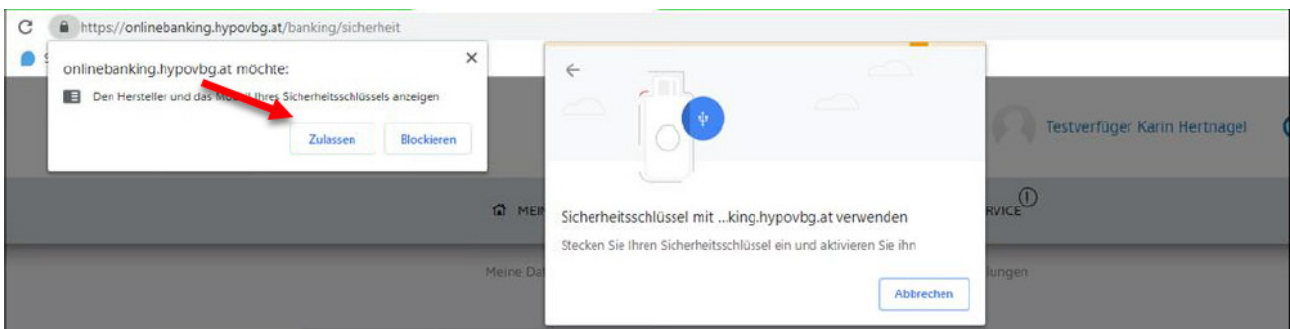 https://onlinebanking.hypovbg.at/banking/sicherheit
onlinebanking.hypovbg.at möchte:
Den Hersteller und das Modell Ihres Sicherheitsschlüssels anzeigen
Zulassen Blockieren
Testverfüger Karin Hertnagel
MEIN
RVICE
Sicherheitsschlüssel mit ...king.hypovbg.at verwenden
Stecken Sie Ihren Sicherheitsschlüssel ein und aktivieren Sie ihn
Meine Dat
lungen
Abbrechen